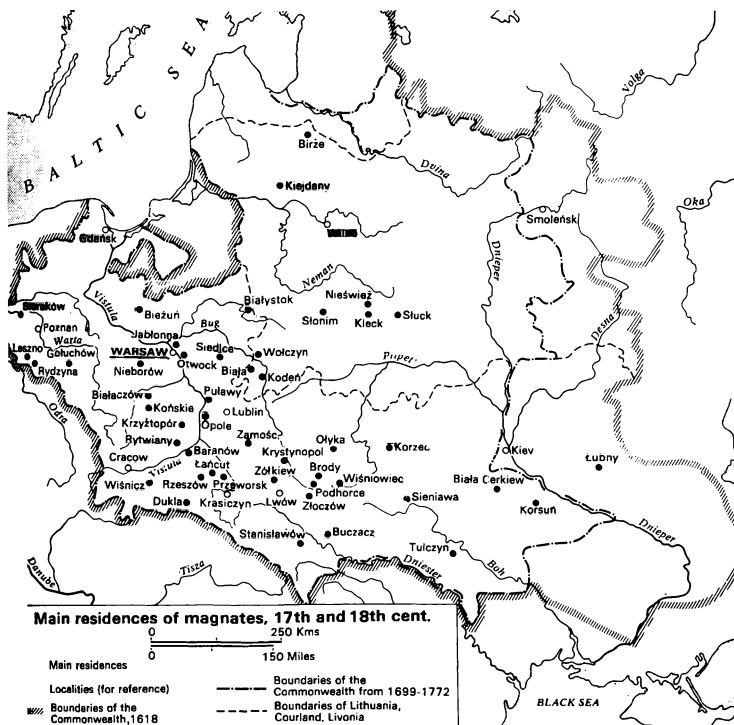 BALTIC SEA
Volga
Birże
Dvina
Kiejdany
Oka
Gdeńsk
Smoleńsk
Neman
Dnieper
Vistula
Bieżuń
Białystok
Nieśwież
Słonim
Kleck
Słuck
Desna
Poznan
Jabłonna
Bug
Warta
Gołuchów
WARSAW
Siedlce
Wołczyn
Leszno
Otwock
Pripet
Rydzyna
Nieborów
Biała
Kodeń
Białaczów
Puławy
Odra
Końskie
Lublin
Krzyżtopór
Opole
Rytwiany
Zamość
Ołyka
Korzec
Kiev
Cracow
Baranów
Krystynopol
Łubny
Vistula
Łańcut
Żółkiew
Brody
Wiśnicz
Rzeszów
Przeworsk
Wiśniowiec
Biała Cerkiew
Podhorce
Sieniawa
Dukla
Krasiczyn
Lwów
Złoczów
Korsuń
Stanisławów
Buczacz
Dnieper
Tulczyn
Danube
Tisza
Dniester
Boh
Main residences of magnates, 17th and 18th cent.
0 250 Kms
0 150 Miles
Main residences
Localities (for reference)
Boundaries of the
Commonwealth, 1618
Boundaries of the
Commonwealth from 1699-1772
Boundaries of Lithuania,
Courland, Livonia
BLACK SEA